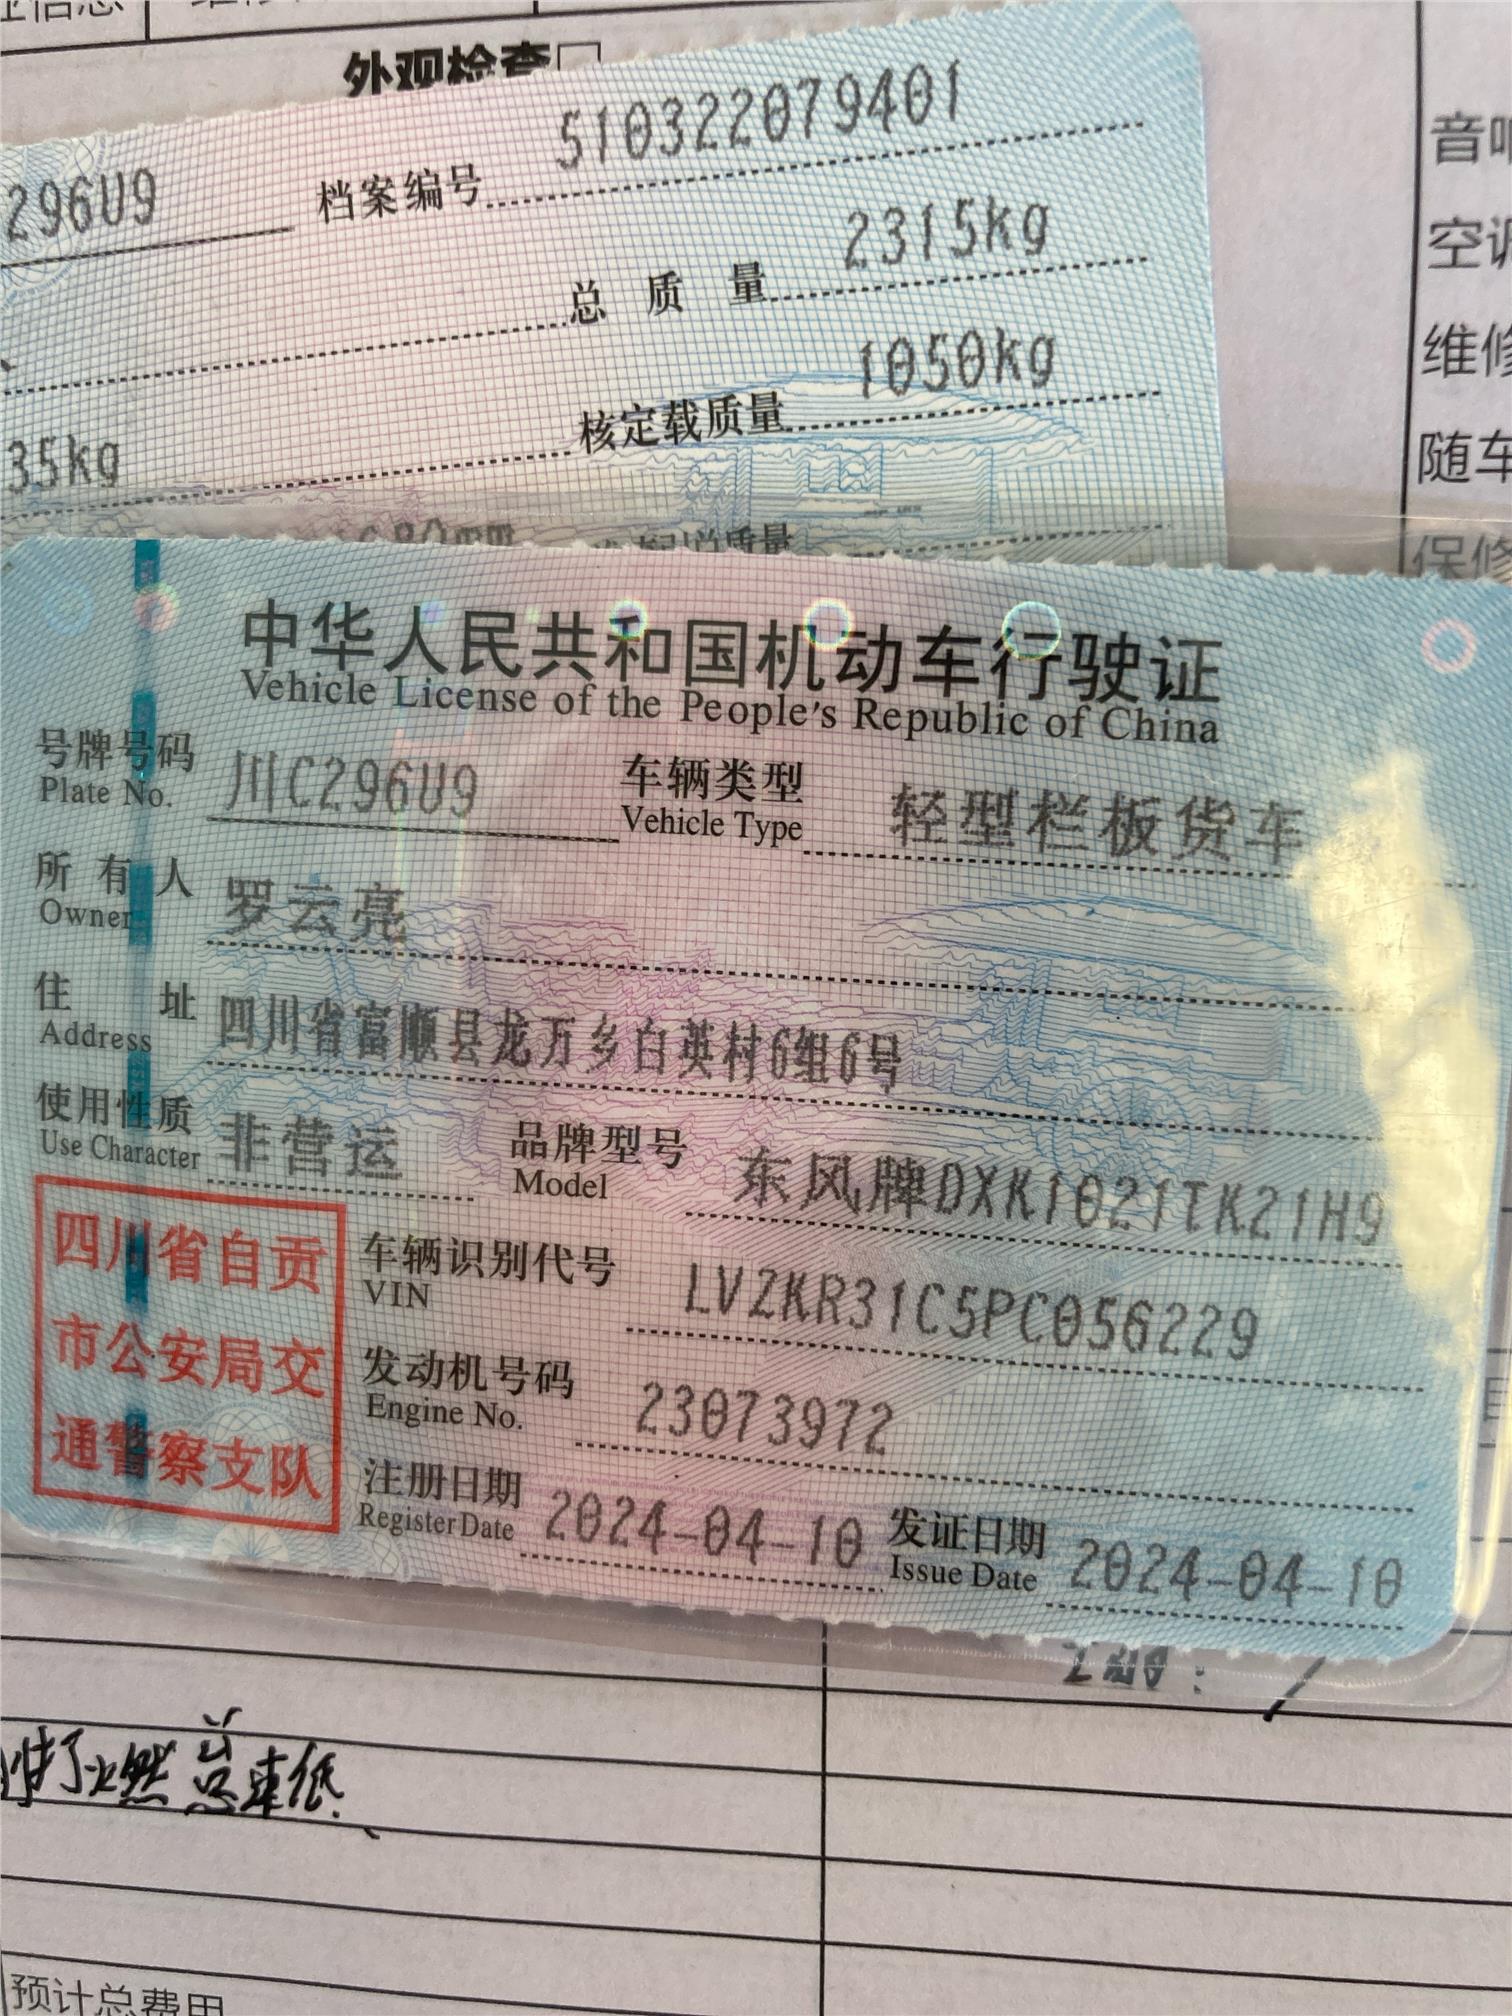 外观检查
音
空
维修
随车
保修
296U9 档案编号 510322079401
总质量 2315kg
35kg 核定载质量 1050kg
中华人民共和国机动车行驶证
Vehicle License of the People's Republic of China
号牌号码 川C296U9 车辆类型 轻型栏板货车
Plate No. Vehicle Type
所有人 罗云亮
Owner
住址 四川省富顺县龙万乡白英村6组6号
Address
使用性质 非营运 品牌型号 东风牌DXK1021TK21H9
Use Character Model
四川省自贡
市公安局交
通警察支队
车辆识别代号 LVZKR31C5PC056229
VIN
发动机号码 23073972
Engine No.
注册日期 2024-04-10 发证日期 2024-04-10
Register Date Issue Date
预计总费用